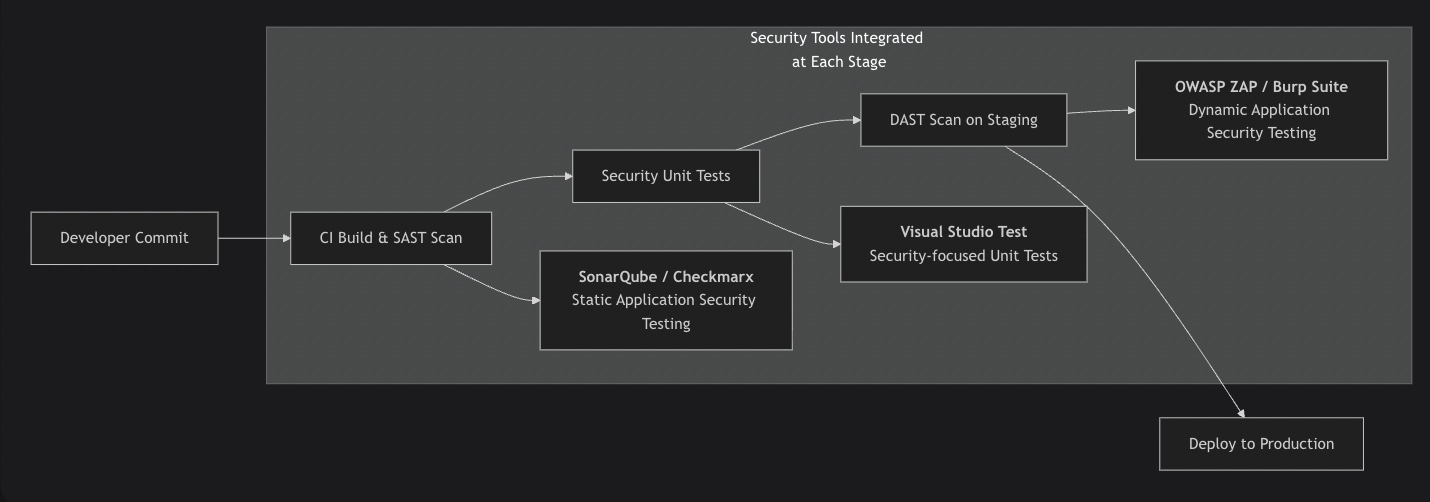 Security Tools Integrated
at Each Stage
OWASP ZAP / Burp Suite
Dynamic Application
Security Testing
DAST Scan on Staging
Security Unit Tests
Developer Commit
CI Build & SAST Scan
Visual Studio Test
Security-focused Unit Tests
SonarQube / Checkmarx
Static Application Security
Testing
Deploy to Production